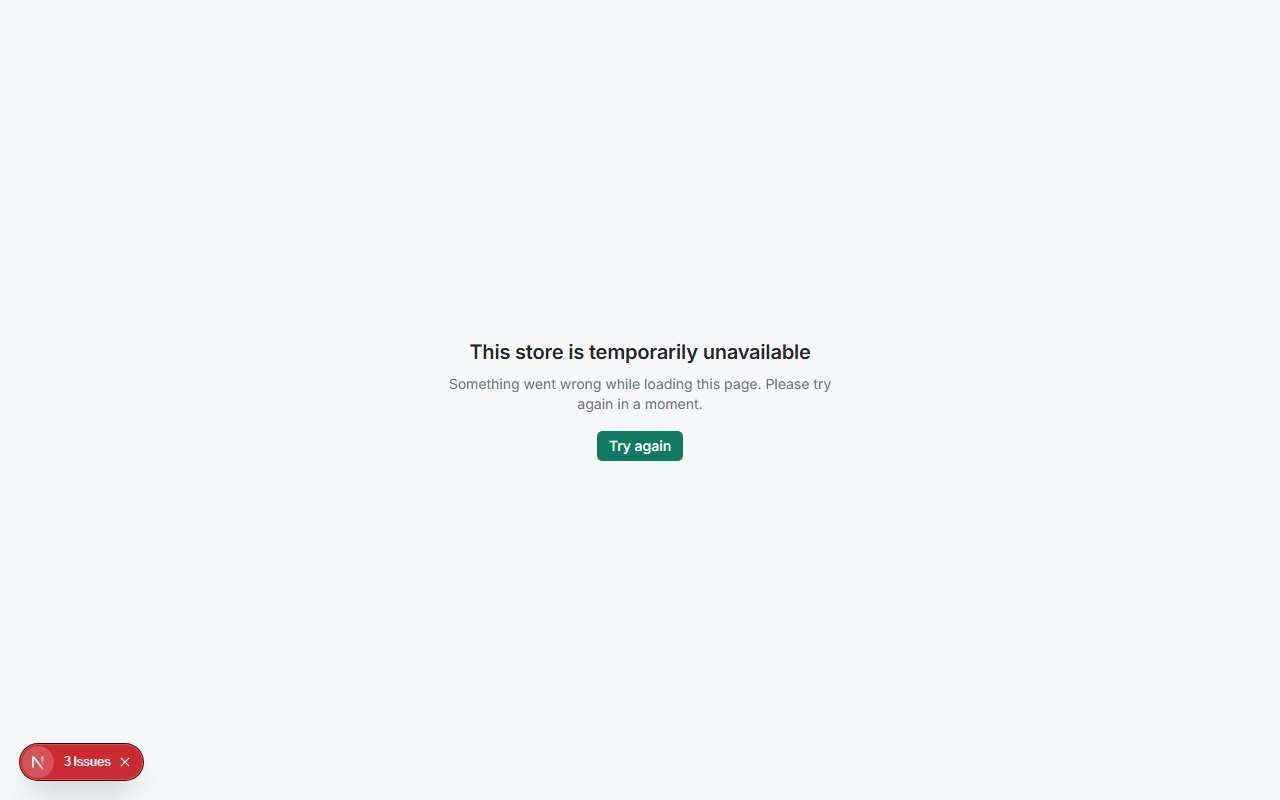 This store is temporarily unavailable
Something went wrong while loading this page. Please try
again in a moment.
Try again
N 3 Issues